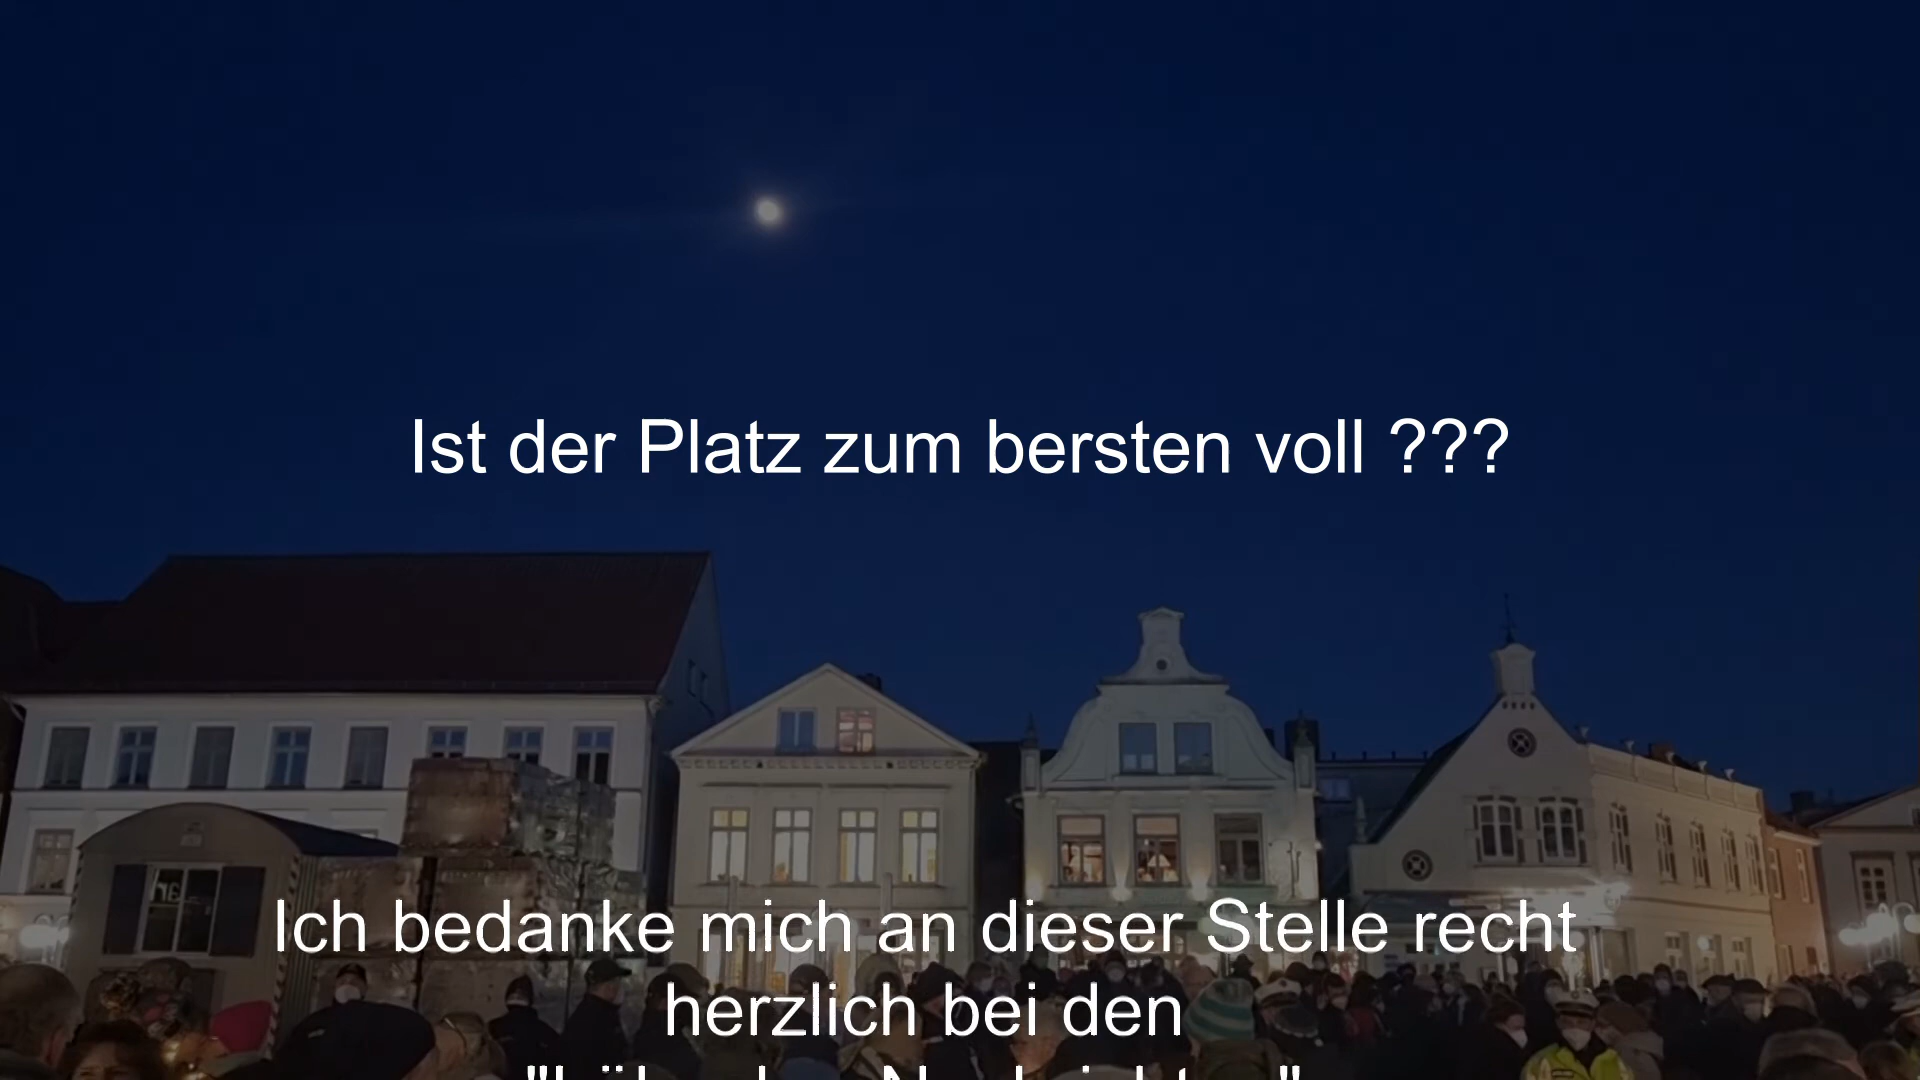 Ist der Platz zum bersten voll ???
Ich bedanke mich an dieser Stelle recht
herzlich bei den